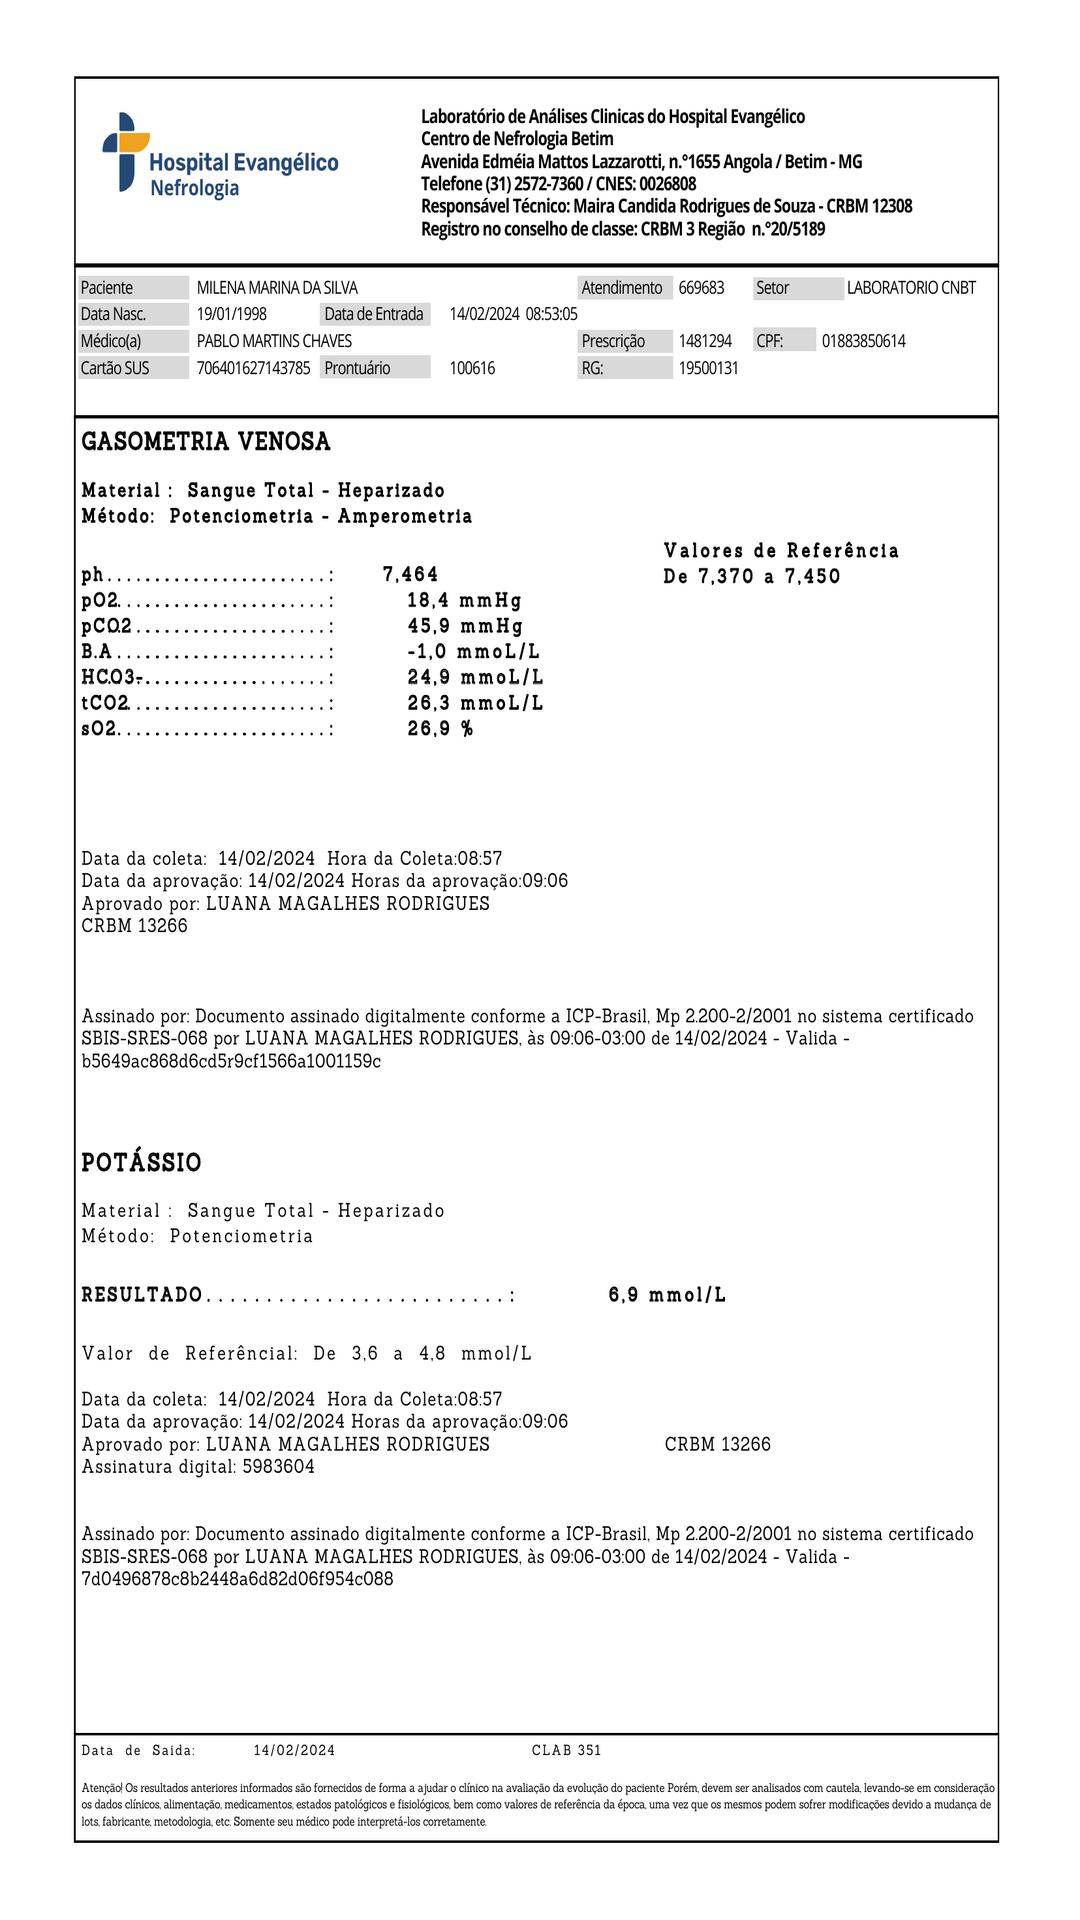 Hospital Evangélico
Nefrologia
Laboratório de Análises Clinicas do Hospital Evangélico
Centro de Nefrologia Betim
Avenida Edméia Mattos Lazzarotti, n.°1655 Angola / Betim - MG
Telefone (31) 2572-7360 / CNES: 0026808
Responsável Técnico: Maira Candida Rodrigues de Souza - CRBM 12308
Registro no conselho de classe: CRBM 3 Região n.°20/5189
Paciente MILENA MARINA DA SILVA Atendimento 669683 Setor LABORATORIO CNBT
Data Nasc. 19/01/1998 Data de Entrada 14/02/2024 08:53:05
Médico(a) PABLO MARTINS CHAVES Prescrição 1481294 CPF: 01883850614
Cartão SUS 706401627143785 Prontuário 100616 RG: 19500131
GASOMETRIA VENOSA
Material : Sangue Total - Heparizado
Método: Potenciometria - Amperometria
Valores de Referência
ph......................: 7,464 De 7,370 a 7,450
pO2.....................: 18,4 mmHg
pCO2....................: 45,9 mmHg
B.A.....................: -1,0 mmoL/L
HCO3-...................: 24,9 mmoL/L
tCO2....................: 26,3 mmoL/L
sO2.....................: 26,9 %
Data da coleta: 14/02/2024 Hora da Coleta:08:57
Data da aprovação: 14/02/2024 Horas da aprovação:09:06
Aprovado por: LUANA MAGALHES RODRIGUES
CRBM 13266
Assinado por: Documento assinado digitalmente conforme a ICP-Brasil, Mp 2.200-2/2001 no sistema certificado
SBIS-SRES-068 por LUANA MAGALHES RODRIGUES, às 09:06-03:00 de 14/02/2024 - Valida -
b5649ac868d6cd5r9cf1566a1001159c
POTÁSSIO
Material : Sangue Total - Heparizado
Método: Potenciometria
RESULTADO.........................: 6,9 mmol/L
Valor de Referêncial: De 3,6 a 4,8 mmol/L
Data da coleta: 14/02/2024 Hora da Coleta:08:57
Data da aprovação: 14/02/2024 Horas da aprovação:09:06
Aprovado por: LUANA MAGALHES RODRIGUES CRBM 13266
Assinatura digital: 5983604
Assinado por: Documento assinado digitalmente conforme a ICP-Brasil, Mp 2.200-2/2001 no sistema certificado
SBIS-SRES-068 por LUANA MAGALHES RODRIGUES, às 09:06-03:00 de 14/02/2024 - Valida -
7d0496878c8b2448a6d82d06f954c088
Data de Saida: 14/02/2024 CLAB 351
Atenção! Os resultados anteriores informados são fornecidos de forma a ajudar o clínico na avaliação da evolução do paciente Porém, devem ser analisados com cautela, levando-se em consideração
os dados clínicos, alimentação, medicamentos, estados patológicos e fisiológicos, bem como valores de referência da época, uma vez que os mesmos podem sofrer modificações devido a mudança de
lots, fabricante, metodologia, etc. Somente seu médico pode interpretá-los corretamente.